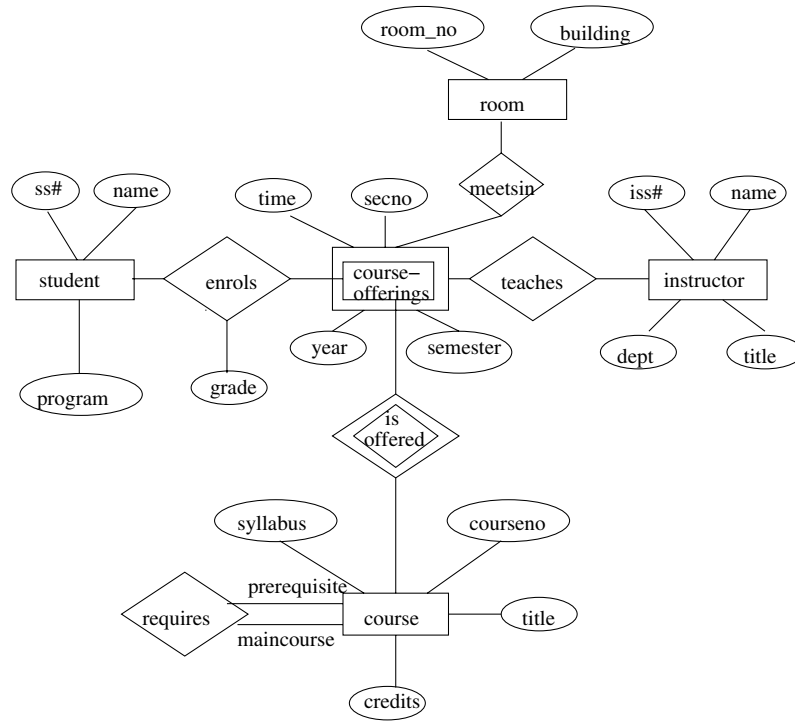 room_no
building
room
meetsin
ss#
name
time
secno
iss#
name
student
enrols
course-
offerings
teaches
instructor
year
semester
dept
title
program
grade
is
offered
syllabus
courseno
prerequisite
requires
course
title
maincourse
credits